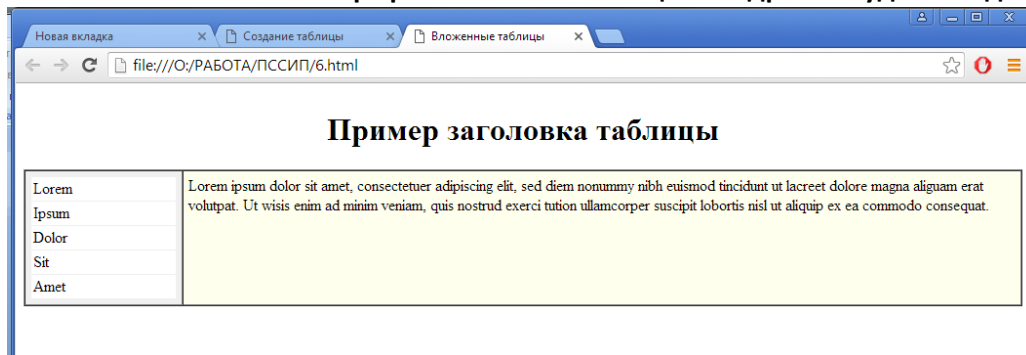 Новая вкладка
Создание таблицы
Вложенные таблицы
file:///O:/РАБОТА/ПССИП/6.html
Пример заголовка таблицы
Lorem
Ipsum
Dolor
Sit
Amet
Lorem ipsum dolor sit amet, consectetuer adipiscing elit, sed diem nonummy nibh euismod tincidunt ut lacreet dolore magna aliguam erat
volutpat. Ut wisis enim ad minim veniam, quis nostrud exerci tution ullamcorper suscipit lobortis nisl ut aliquip ex ea commodo consequat.